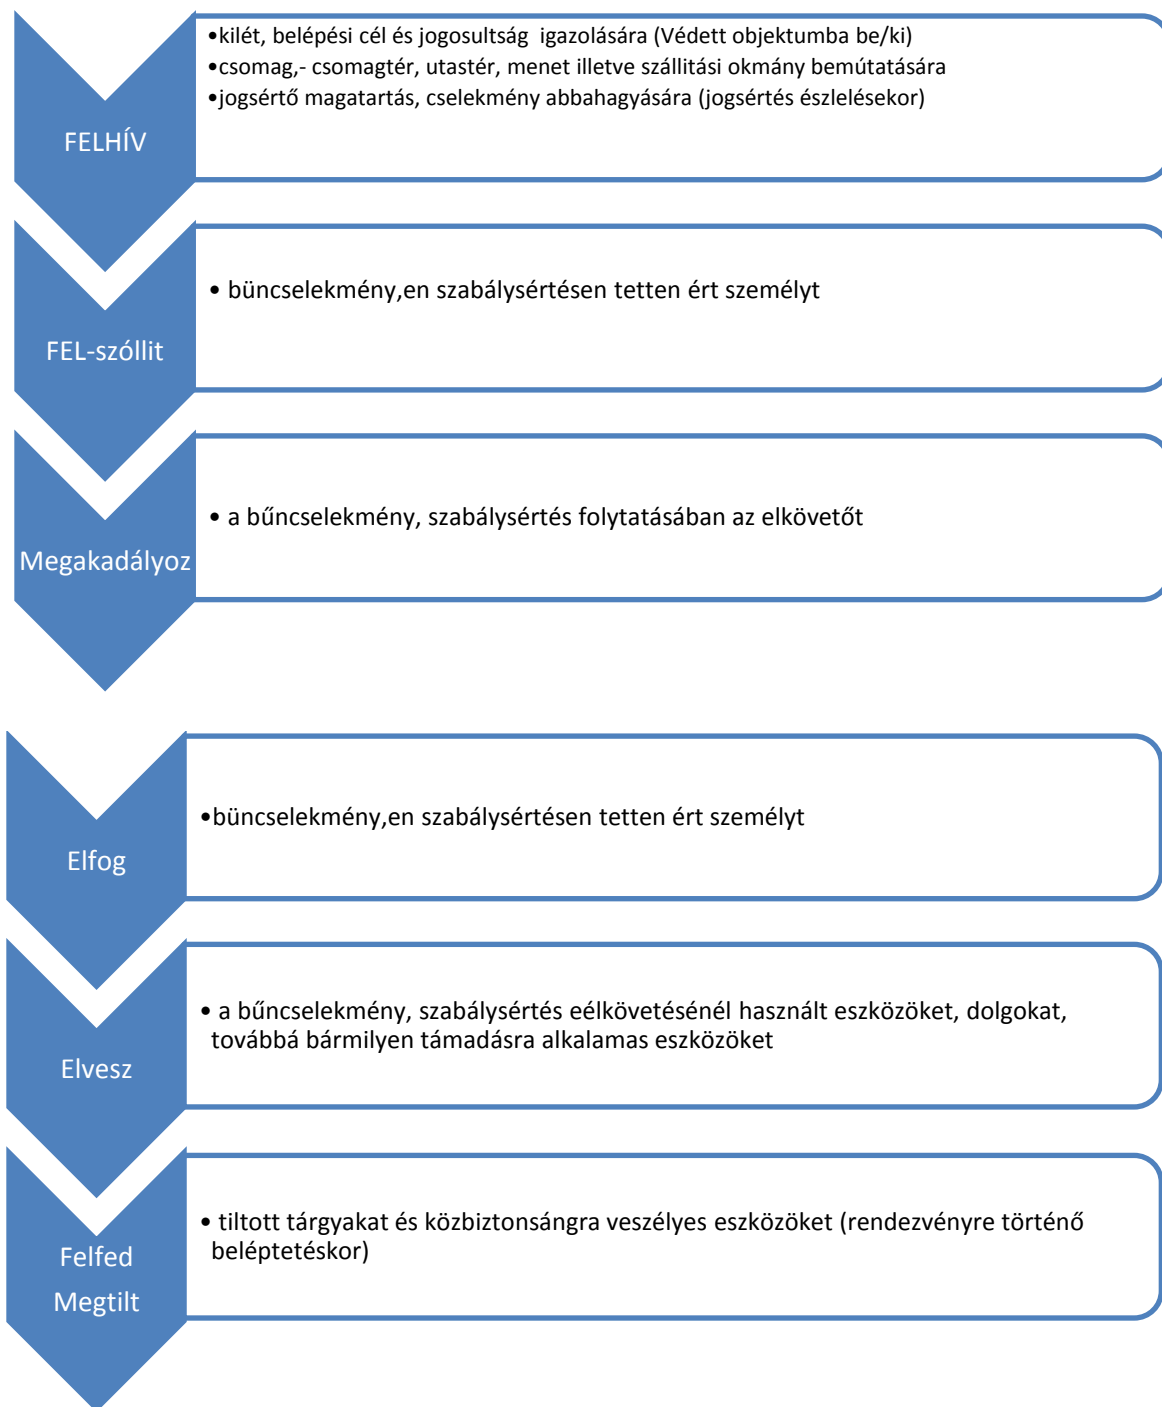 FELHÍV
•kilét, belépési cél és jogosultság igazolására (Védett objektumba be/ki)
•csomag,- csomagtér, utastér, menet illetve szállitási okmány bemútatására
•jogsértő magatartás, cselekmény abbahagyására (jogsértés észlelésekor)
FEL-szóllit
• büncselekmény,en szabálysértésen tetten ért személyt
Megakadályoz
• a bűncselekmény, szabálysértés folytatásában az elkövetőt
Elfog
•büncselekmény,en szabálysértésen tetten ért személyt
Elvesz
• a bűncselekmény, szabálysértés eélkövetésénél használt eszközöket, dolgokat,
továbbá bármilyen támadásra alkalamas eszközöket
Felfed
Megtilt
• tiltott tárgyakat és közbiztonsángra veszélyes eszközöket (rendezvényre történő
beléptetéskor)